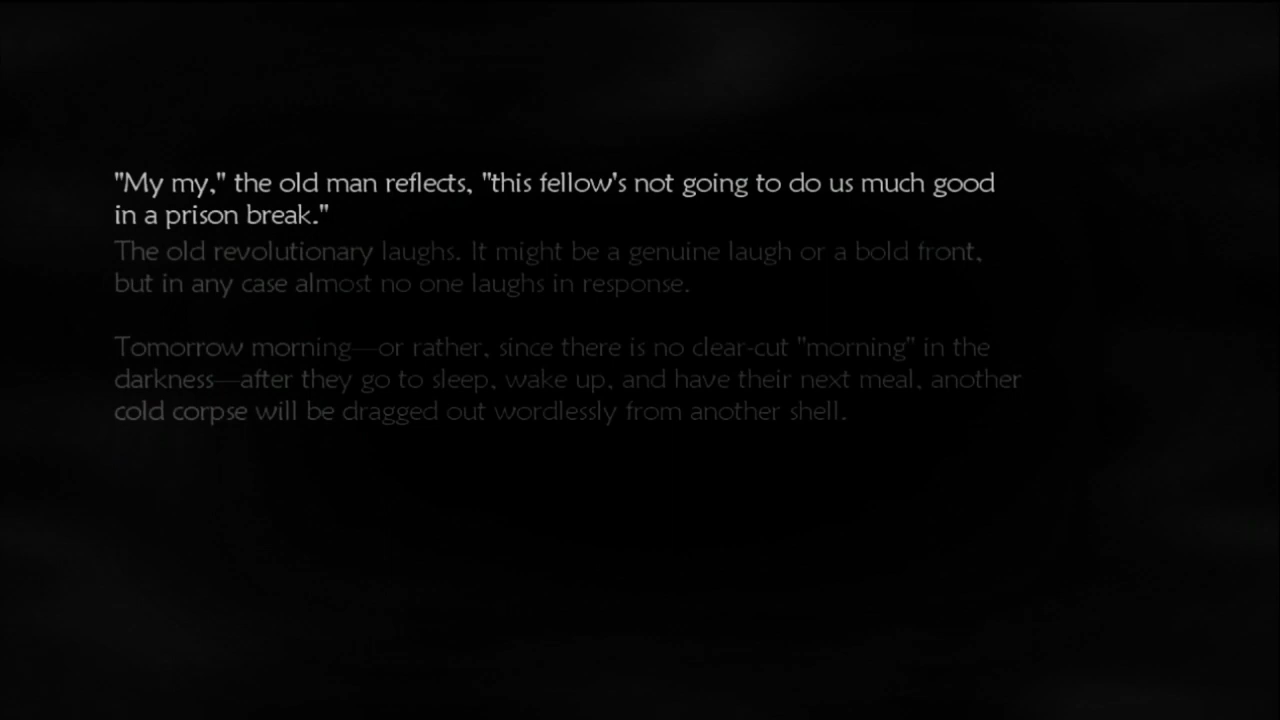 "My my," the old man reflects, "this fellow's not going to do us much good
in a prison break."
The old revolutionary laughs. It might be a genuine laugh or a bold front,
but in any case almost no one laughs in response.
Tomorrow morning—or rather, since there is no clear-cut "morning" in the
darkness—after they go to sleep, wake up, and have their next meal, another
cold corpse will be dragged out wordlessly from another shell.